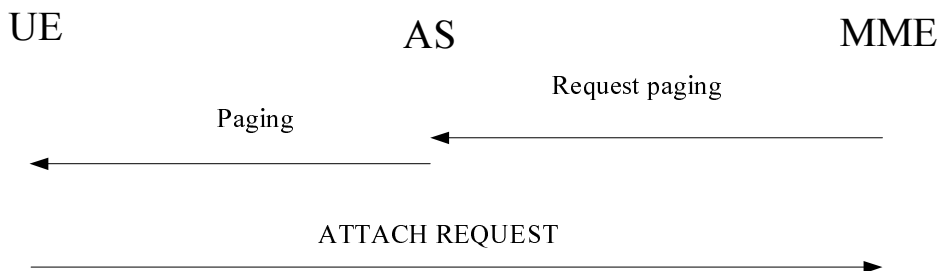 UE
AS
MME
Request paging
Paging
ATTACH REQUEST